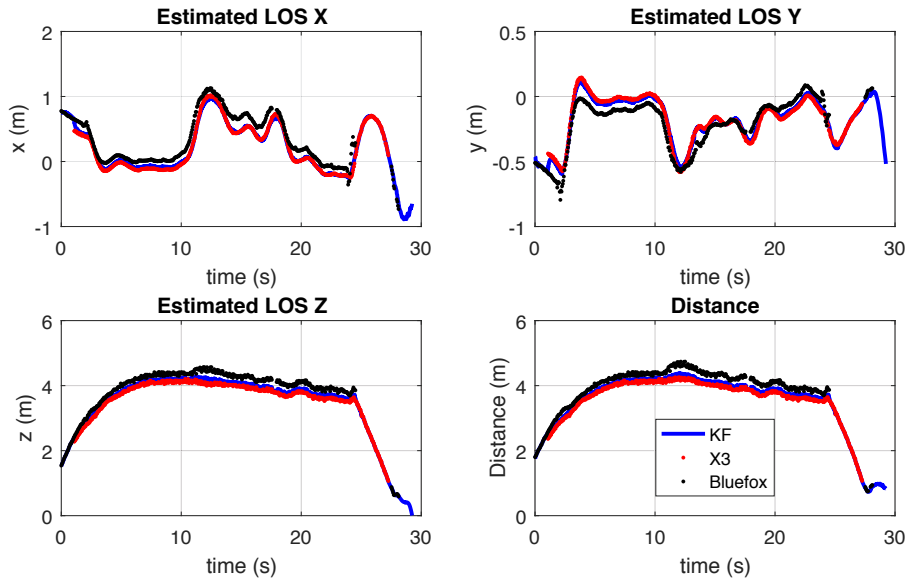 Estimated LOS X
2
1
0
-1
x (m)
0
10
20
30
time (s)
Estimated LOS Y
0.5
0
-0.5
-1
y (m)
0
10
20
30
time (s)
Estimated LOS Z
6
4
2
0
z (m)
0
10
20
30
time (s)
Distance
6
4
2
0
Distance (m)
KF
X3
Bluefox
0
10
20
30
time (s)